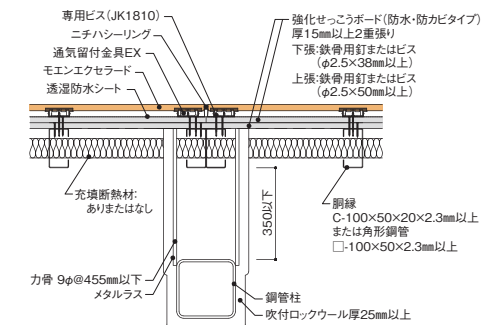 専用ビス(JK1810)
ニチハシーリング
通気留付金具EX
モエンエクセラード
透湿防水シート
強化せっこうボード(防水・防カビタイプ)
厚15㎜以上2重張り
下張:鉄骨用釘またはビス
(φ2.5×38㎜以上)
上張:鉄骨用釘またはビス
(φ2.5×50㎜以上)
充填断熱材:
ありまたはなし
350以下
胴縁
C-100×50×20×2.3㎜以上
または角形鋼管
□-100×50×2.3㎜以上
力骨 9φ@455㎜以下
メタルラス
鋼管柱
吹付ロックウール厚25㎜以上